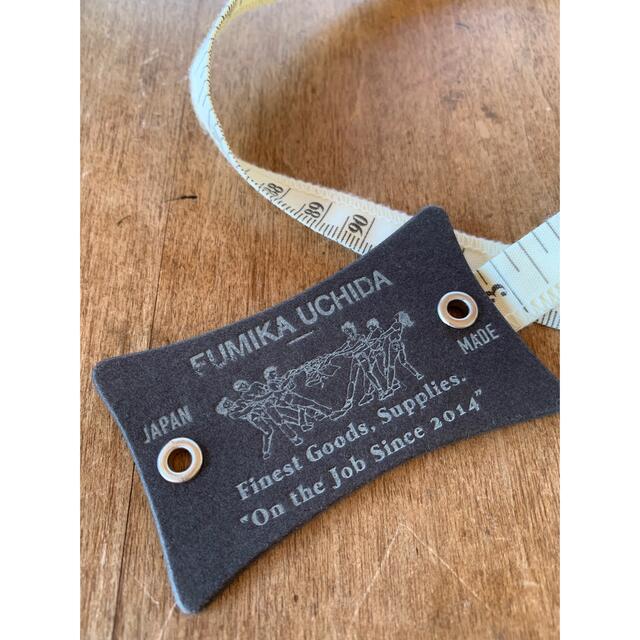 88
89
90
FUMIKA UCHIDA
JAPAN
MADE
Finest Goods, Supplies.
"On the Job Since 2014"